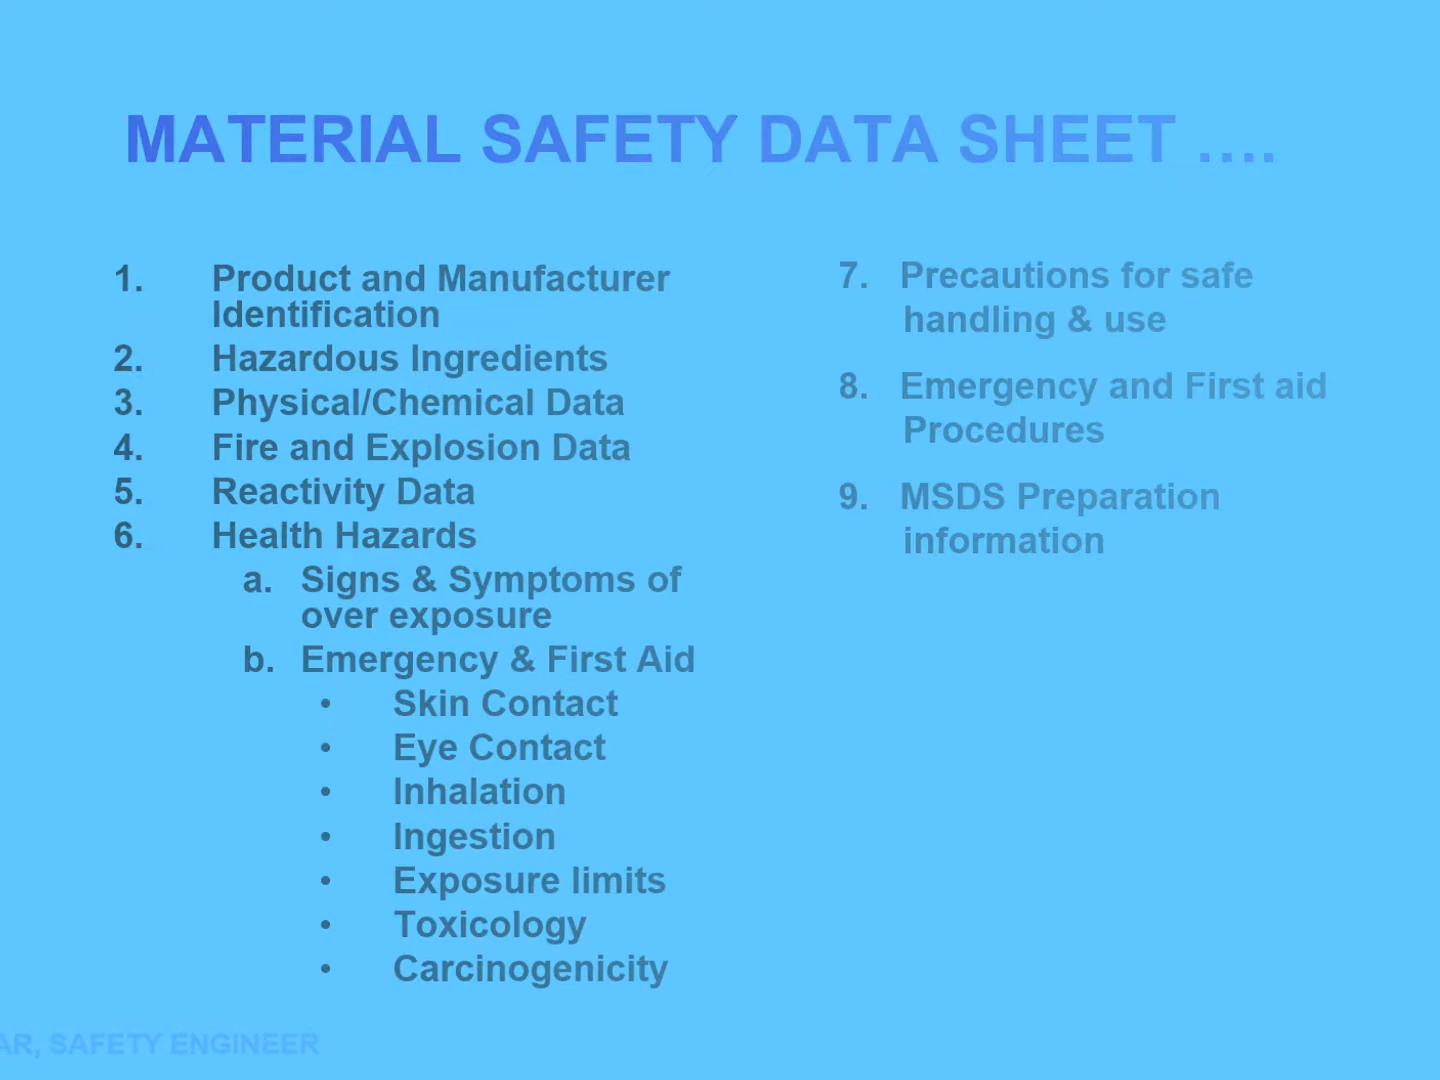 MATERIAL SAFETY DATA SHEET ....
1. Product and Manufacturer
Identification
2. Hazardous Ingredients
3. Physical/Chemical Data
4. Fire and Explosion Data
5. Reactivity Data
6. Health Hazards
a. Signs & Symptoms of
over exposure
b. Emergency & First Aid
• Skin Contact
• Eye Contact
• Inhalation
• Ingestion
• Exposure limits
• Toxicology
• Carcinogenicity
7. Precautions for safe
handling & use
8. Emergency and First aid
Procedures
9. MSDS Preparation
information
AR, SAFETY ENGINEER